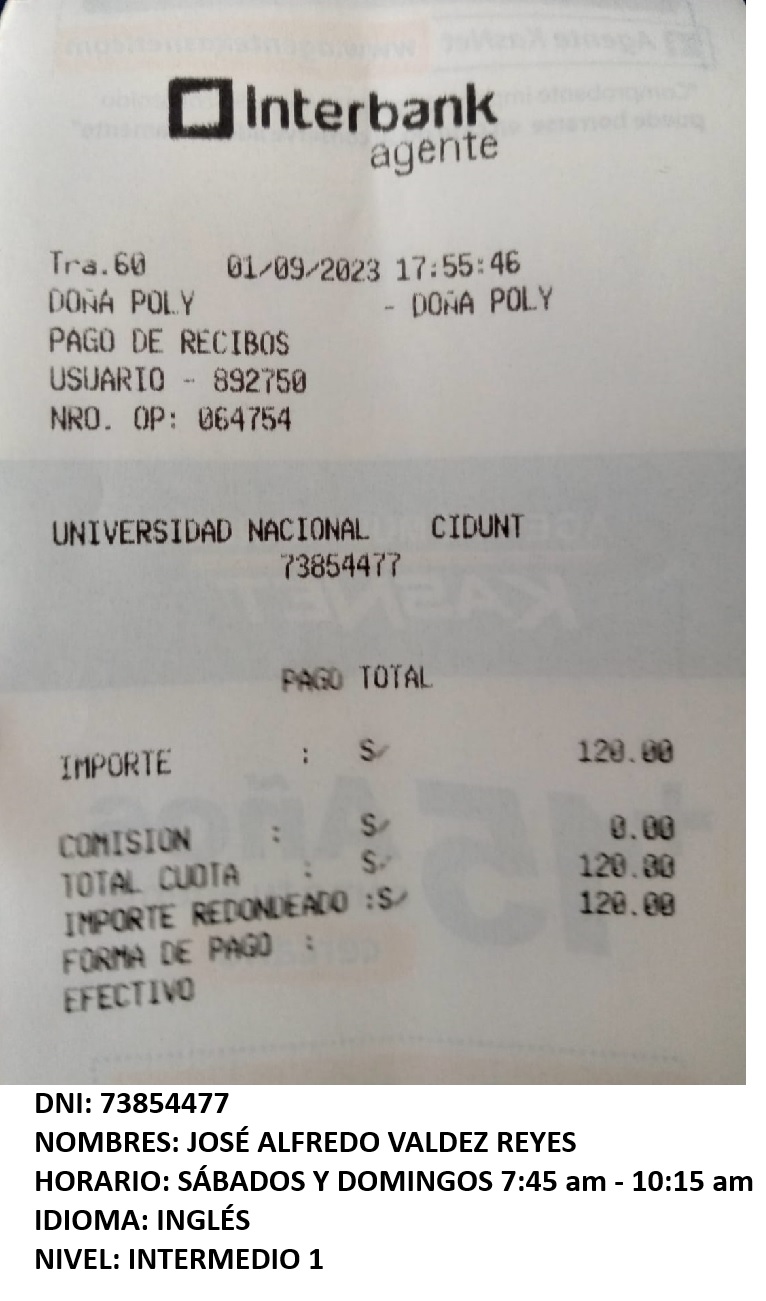 Interbank
agente
Tra.60 01/09/2023 17:55:46
DOÑA POLY - DOÑA POLY
PAGO DE RECIBOS
USUARIO - 892750
NRO. OP: 064754
UNIVERSIDAD NACIONAL CIDUNT
73854477
PAGO TOTAL
IMPORTE : S/ 120.00
COMISION : S/ 0.00
TOTAL CUOTA : S/ 120.00
IMPORTE REDONDEADO :S/ 120.00
FORMA DE PAGO :
EFECTIVO
DNI: 73854477
NOMBRES: JOSÉ ALFREDO VALDEZ REYES
HORARIO: SÁBADOS Y DOMINGOS 7:45 am - 10:15 am
IDIOMA: INGLÉS
NIVEL: INTERMEDIO 1